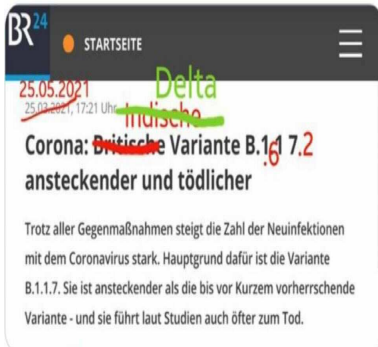 BR24
STARTSEITE
25.05.2021
Delta
25.03.2021, 17:21 Uhr
Indische
Corona: Britische Variante B.1.1 7.2
.6
ansteckender und tödlicher
Trotz aller Gegenmaßnahmen steigt die Zahl der Neuinfektionen
mit dem Coronavirus stark. Hauptgrund dafür ist die Variante
B.1.1.7. Sie ist ansteckender als die bis vor Kurzem vorherrschende
Variante - und sie führt laut Studien auch öfter zum Tod.